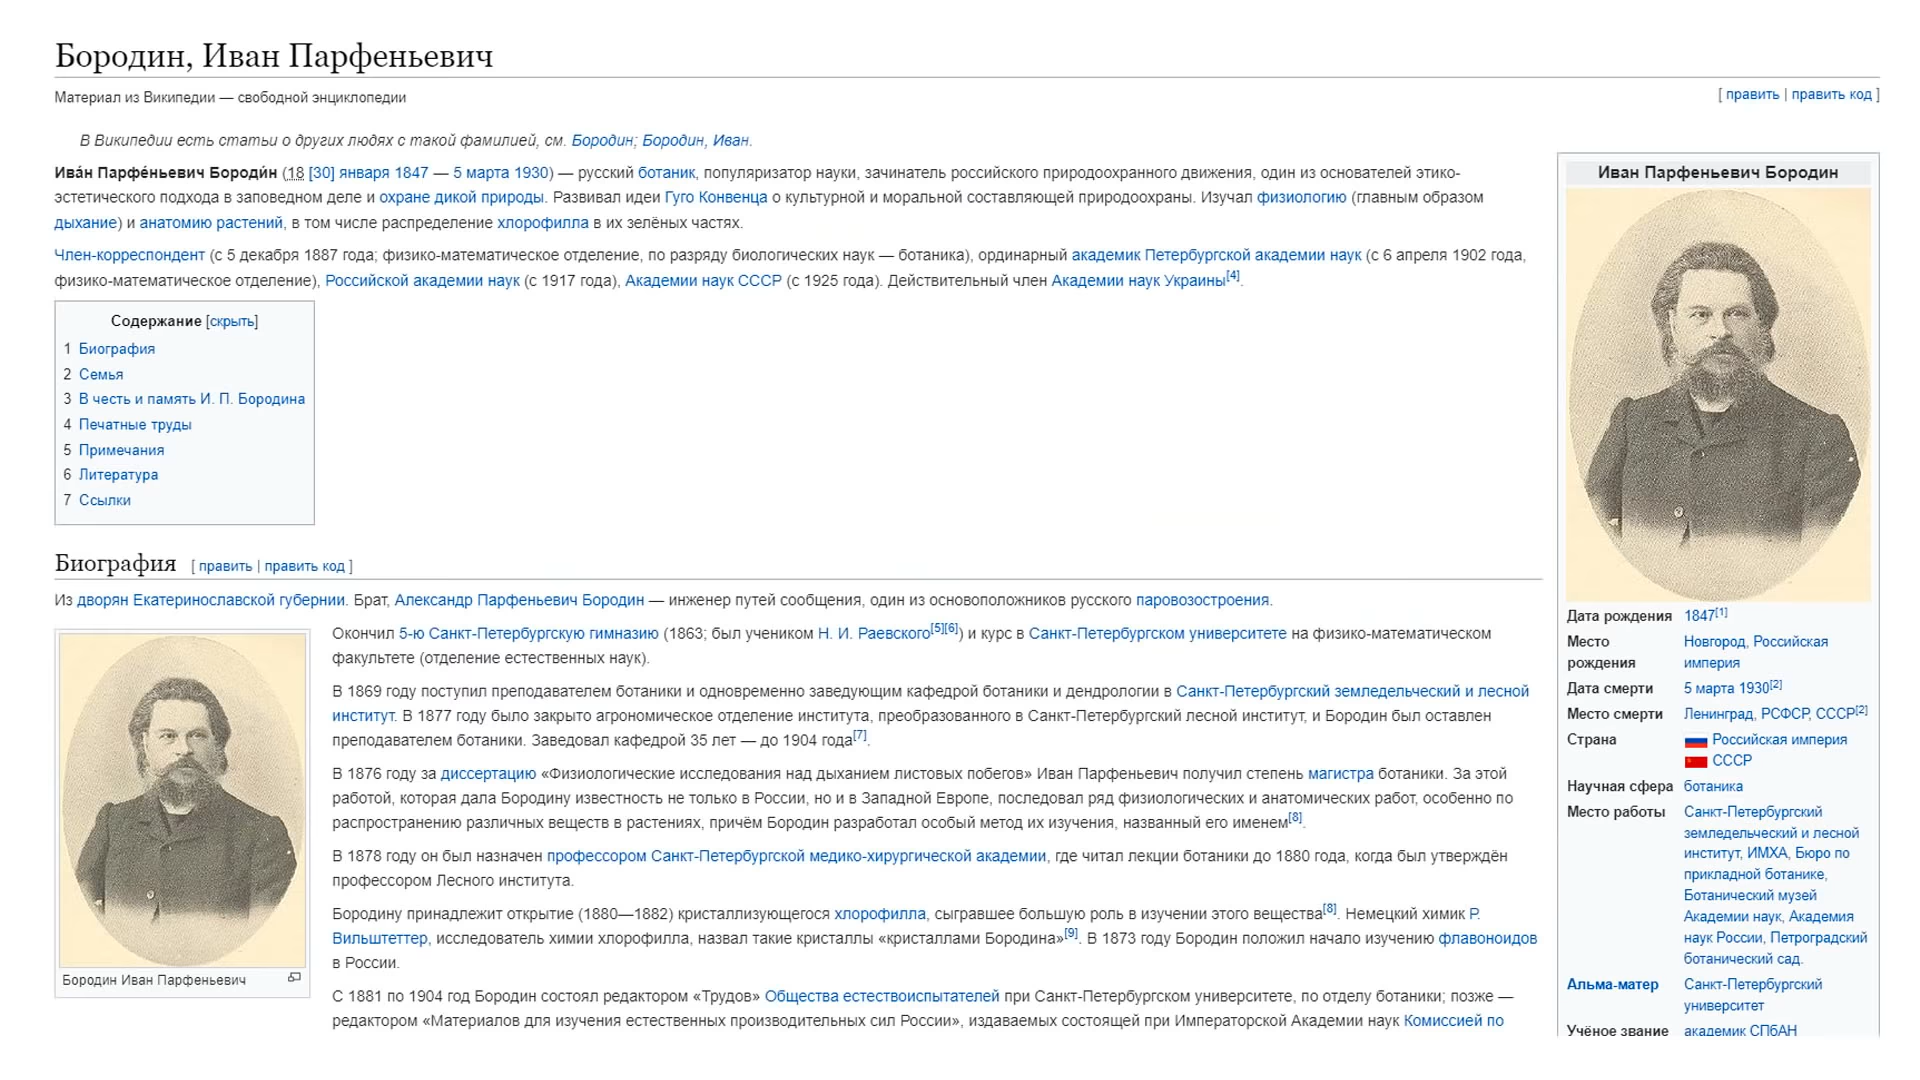 Бородин, Иван Парфеньевич
Материал из Википедии — свободной энциклопедии
[ править | править код ]
В Википедии есть статьи о других людях с такой фамилией, см. Бородин; Бородин, Иван.
Ива́н Парфе́ньевич Бороди́н (18 [30] января 1847 — 5 марта 1930) — русский ботаник, популяризатор науки, зачинатель российского природоохранного движения, один из основателей этико-
эстетического подхода в заповедном деле и охране дикой природы. Развивал идеи Гуго Конвенца о культурной и моральной составляющей природоохраны. Изучал физиологию (главным образом
дыхание) и анатомию растений, в том числе распределение хлорофилла в их зелёных частях.
Член-корреспондент (с 5 декабря 1887 года; физико-математическое отделение, по разряду биологических наук — ботаника), ординарный академик Петербургской академии наук (с 6 апреля 1902 года,
физико-математическое отделение), Российской академии наук (с 1917 года), Академии наук СССР (с 1925 года). Действительный член Академии наук Украины[4].
Содержание [скрыть]
1 Биография
2 Семья
3 В честь и память И. П. Бородина
4 Печатные труды
5 Примечания
6 Литература
7 Ссылки
Биография [ править | править код ]
Из дворян Екатеринославской губернии. Брат, Александр Парфеньевич Бородин — инженер путей сообщения, один из основоположников русского паровозостроения.
Окончил 5-ю Санкт-Петербургскую гимназию (1863; был учеником Н. И. Раевского[5][6]) и курс в Санкт-Петербургском университете на физико-математическом
факультете (отделение естественных наук).
В 1869 году поступил преподавателем ботаники и одновременно заведующим кафедрой ботаники и дендрологии в Санкт-Петербургский земледельческий и лесной
институт. В 1877 году было закрыто агрономическое отделение института, преобразованного в Санкт-Петербургский лесной институт, и Бородин был оставлен
преподавателем ботаники. Заведовал кафедрой 35 лет — до 1904 года[7].
В 1876 году за диссертацию «Физиологические исследования над дыханием листовых побегов» Иван Парфеньевич получил степень магистра ботаники. За этой
работой, которая дала Бородину известность не только в России, но и в Западной Европе, последовал ряд физиологических и анатомических работ, особенно по
распространению различных веществ в растениях, причём Бородин разработал особый метод их изучения, названный его именем[8].
В 1878 году он был назначен профессором Санкт-Петербургской медико-хирургической академии, где читал лекции ботаники до 1880 года, когда был утверждён
профессором Лесного института.
Бородину принадлежит открытие (1880—1882) кристаллизующегося хлорофилла, сыгравшее большую роль в изучении этого вещества[8]. Немецкий химик Р.
Вильштеттер, исследователь химии хлорофилла, назвал такие кристаллы «кристаллами Бородина»[9]. В 1873 году Бородин положил начало изучению флавоноидов
в России.
С 1881 по 1904 год Бородин состоял редактором «Трудов» Общества естествоиспытателей при Санкт-Петербургском университете, по отделу ботаники; позже —
редактором «Материалов для изучения естественных производительных сил России», издаваемых состоящей при Императорской Академии наук Комиссией по
Бородин Иван Парфеньевич
Иван Парфеньевич Бородин
Дата рождения 1847[1]
Место рождения Новгород, Российская
империя
Дата смерти 5 марта 1930[2]
Место смерти Ленинград, РСФСР, СССР[2]
Страна Российская империя
СССР
Научная сфера ботаника
Место работы Санкт-Петербургский
земледельческий и лесной
институт, ИМХА, Бюро по
прикладной ботанике,
Ботанический музей
Академии наук, Академия
наук России, Петроградский
ботанический сад.
Альма-матер Санкт-Петербургский
университет
Учёное звание академик СПбАН